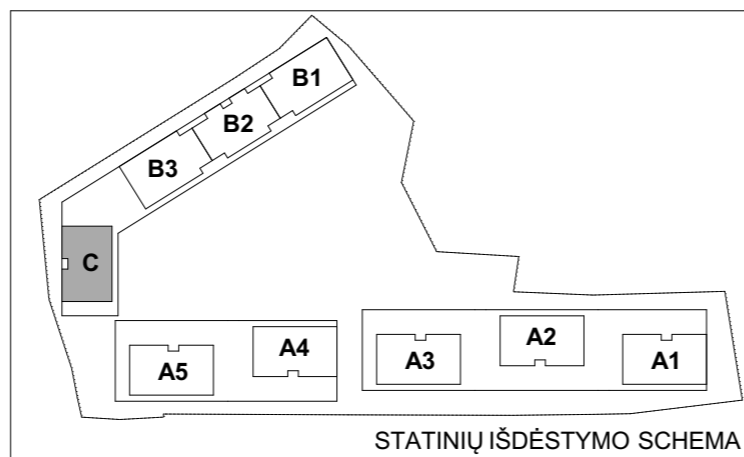 B1
B2
B3
C
A2
A4
A3
A1
A5
STATINIŲ IŠDĖSTYMO SCHEMA